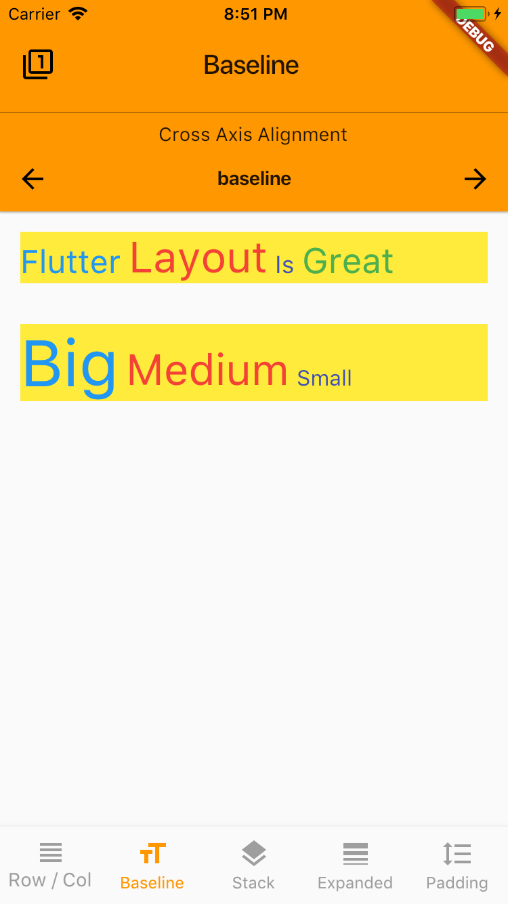 Carrier 8:51 PM
DEBUG
1 Baseline
Cross Axis Alignment
baseline
Flutter Layout Is Great
Big Medium Small
Row / Col Baseline Stack Expanded Padding